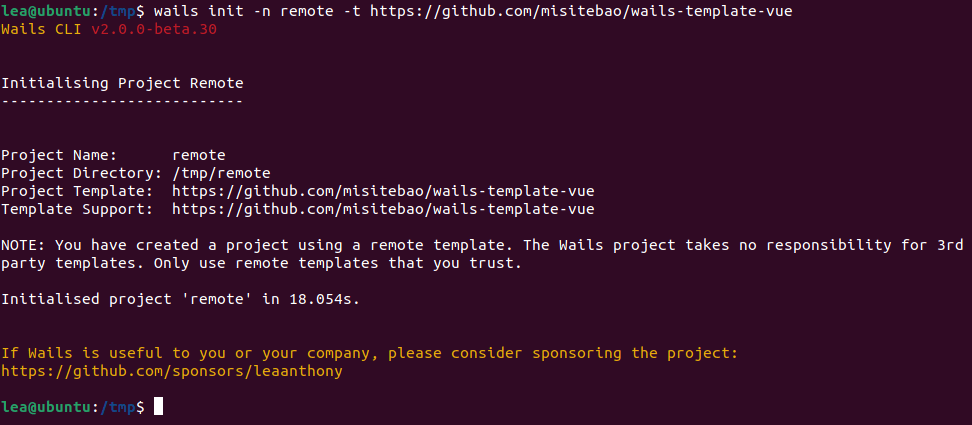 lea@ubuntu:/tmp$ wails init -n remote -t https://github.com/misitebao/wails-template-vue
Wails CLI v2.0.0-beta.30
Initialising Project Remote
---------------------------
Project Name:      remote
Project Directory: /tmp/remote
Project Template:  https://github.com/misitebao/wails-template-vue
Template Support:  https://github.com/misitebao/wails-template-vue
NOTE: You have created a project using a remote template. The Wails project takes no responsibility for 3rd
party templates. Only use remote templates that you trust.
Initialised project 'remote' in 18.054s.
If Wails is useful to you or your company, please consider sponsoring the project:
https://github.com/sponsors/leaanthony
lea@ubuntu:/tmp$